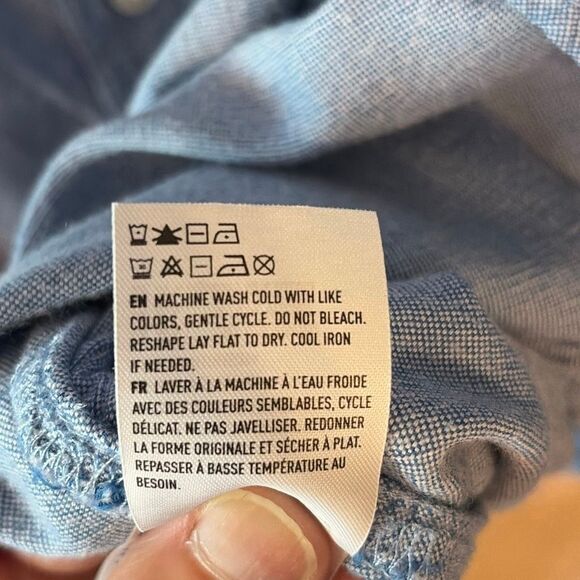 EN MACHINE WASH COLD WITH LIKE
COLORS, GENTLE CYCLE. DO NOT BLEACH.
RESHAPE LAY FLAT TO DRY. COOL IRON
IF NEEDED.
FR LAVER À LA MACHINE À L'EAU FROIDE
AVEC DES COULEURS SEMBLABLES, CYCLE
DÉLICAT. NE PAS JAVELLISER. REDONNER
LA FORME ORIGINALE ET SÉCHER À PLAT.
REPASSER À BASSE TEMPÉRATURE AU
BESOIN.